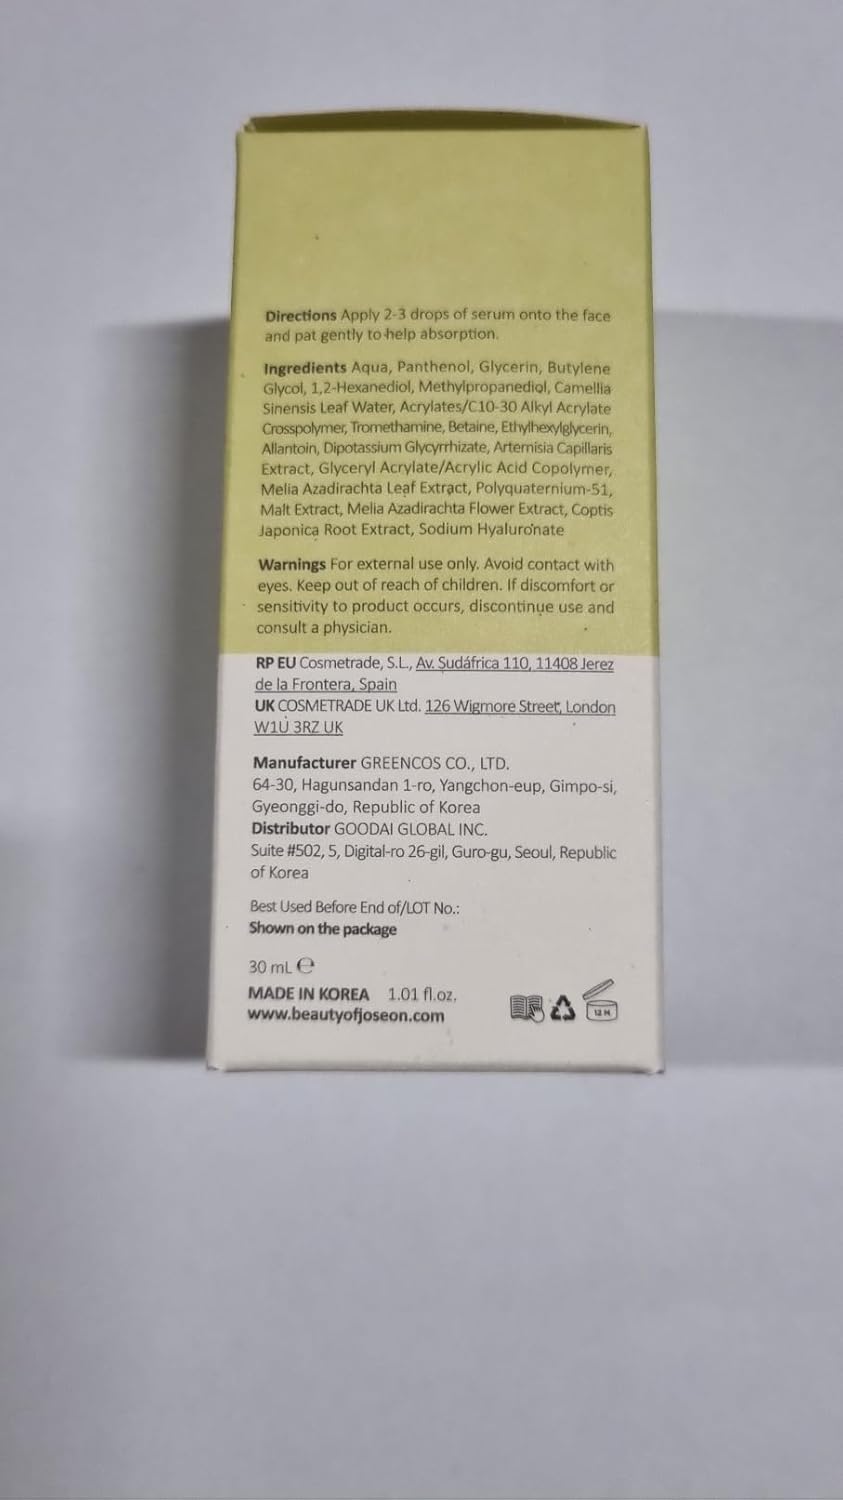 Directions Apply 2-3 drops of serum onto the face
and pat gently to help absorption.
Ingredients Aqua, Panthenol, Glycerin, Butylene
Glycol, 1,2-Hexanediol, Methylpropanediol, Camellia
Sinensis Leaf Water, Acrylates/C10-30 Alkyl Acrylate
Crosspolymer, Tromethamine, Betaine, Ethylhexylglycerin,
Allantoin, Dipotassium Glycyrrhizate, Artemisia Capillaris
Extract, Glyceryl Acrylate/Acrylic Acid Copolymer,
Melia Azadirachta Leaf Extract, Polyquaternium-51,
Malt Extract, Melia Azadirachta Flower Extract, Coptis
Japonica Root Extract, Sodium Hyaluronate
Warnings For external use only. Avoid contact with
eyes. Keep out of reach of children. If discomfort or
sensitivity to product occurs, discontinue use and
consult a physician.
RP EU Cosmetrade, S.L., Av. Sudáfrica 110, 11408 Jerez
de la Frontera, Spain
UK COSMETRADE UK Ltd. 126 Wigmore Street, London
W1U 3RZ UK
Manufacturer GREENCOS CO., LTD.
64-30, Hagunsandan 1-ro, Yangchon-eup, Gimpo-si,
Gyeonggi-do, Republic of Korea
Distributor GOODAI GLOBAL INC.
Suite #502, 5, Digital-ro 26-gil, Guro-gu, Seoul, Republic
of Korea
Best Used Before End of/LOT No.:
Shown on the package
30 mL ℮
MADE IN KOREA 1.01 fl.oz.
www.beautyofjoseon.com
12 M